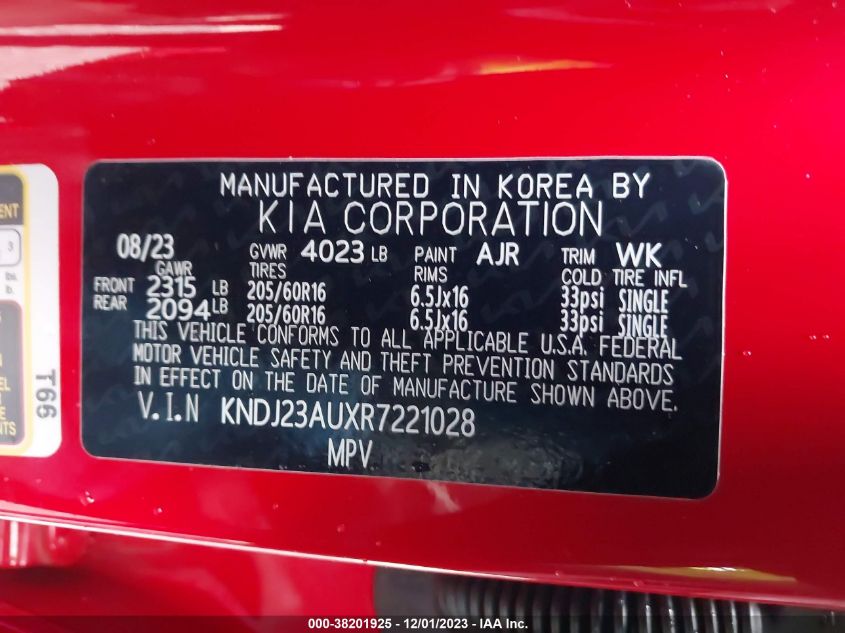 MANUFACTURED IN KOREA BY
KIA CORPORATION
08/23 GVWR 4023 LB PAINT AJR TRIM WK
GAWR TIRES RIMS COLD TIRE INFL
FRONT 2315 LB 205/60R16 6.5Jx16 33psi SINGLE
REAR 2094 LB 205/60R16 6.5Jx16 33psi SINGLE
THIS VEHICLE CONFORMS TO ALL APPLICABLE U.S.A. FEDERAL
MOTOR VEHICLE SAFETY AND THEFT PREVENTION STANDARDS
IN EFFECT ON THE DATE OF MANUFACTURE SHOWN ABOVE.
V.I.N KNDJ23AUXR7221028
MPV
3
T66
000-38201925 - 12/01/2023 - IAA Inc.